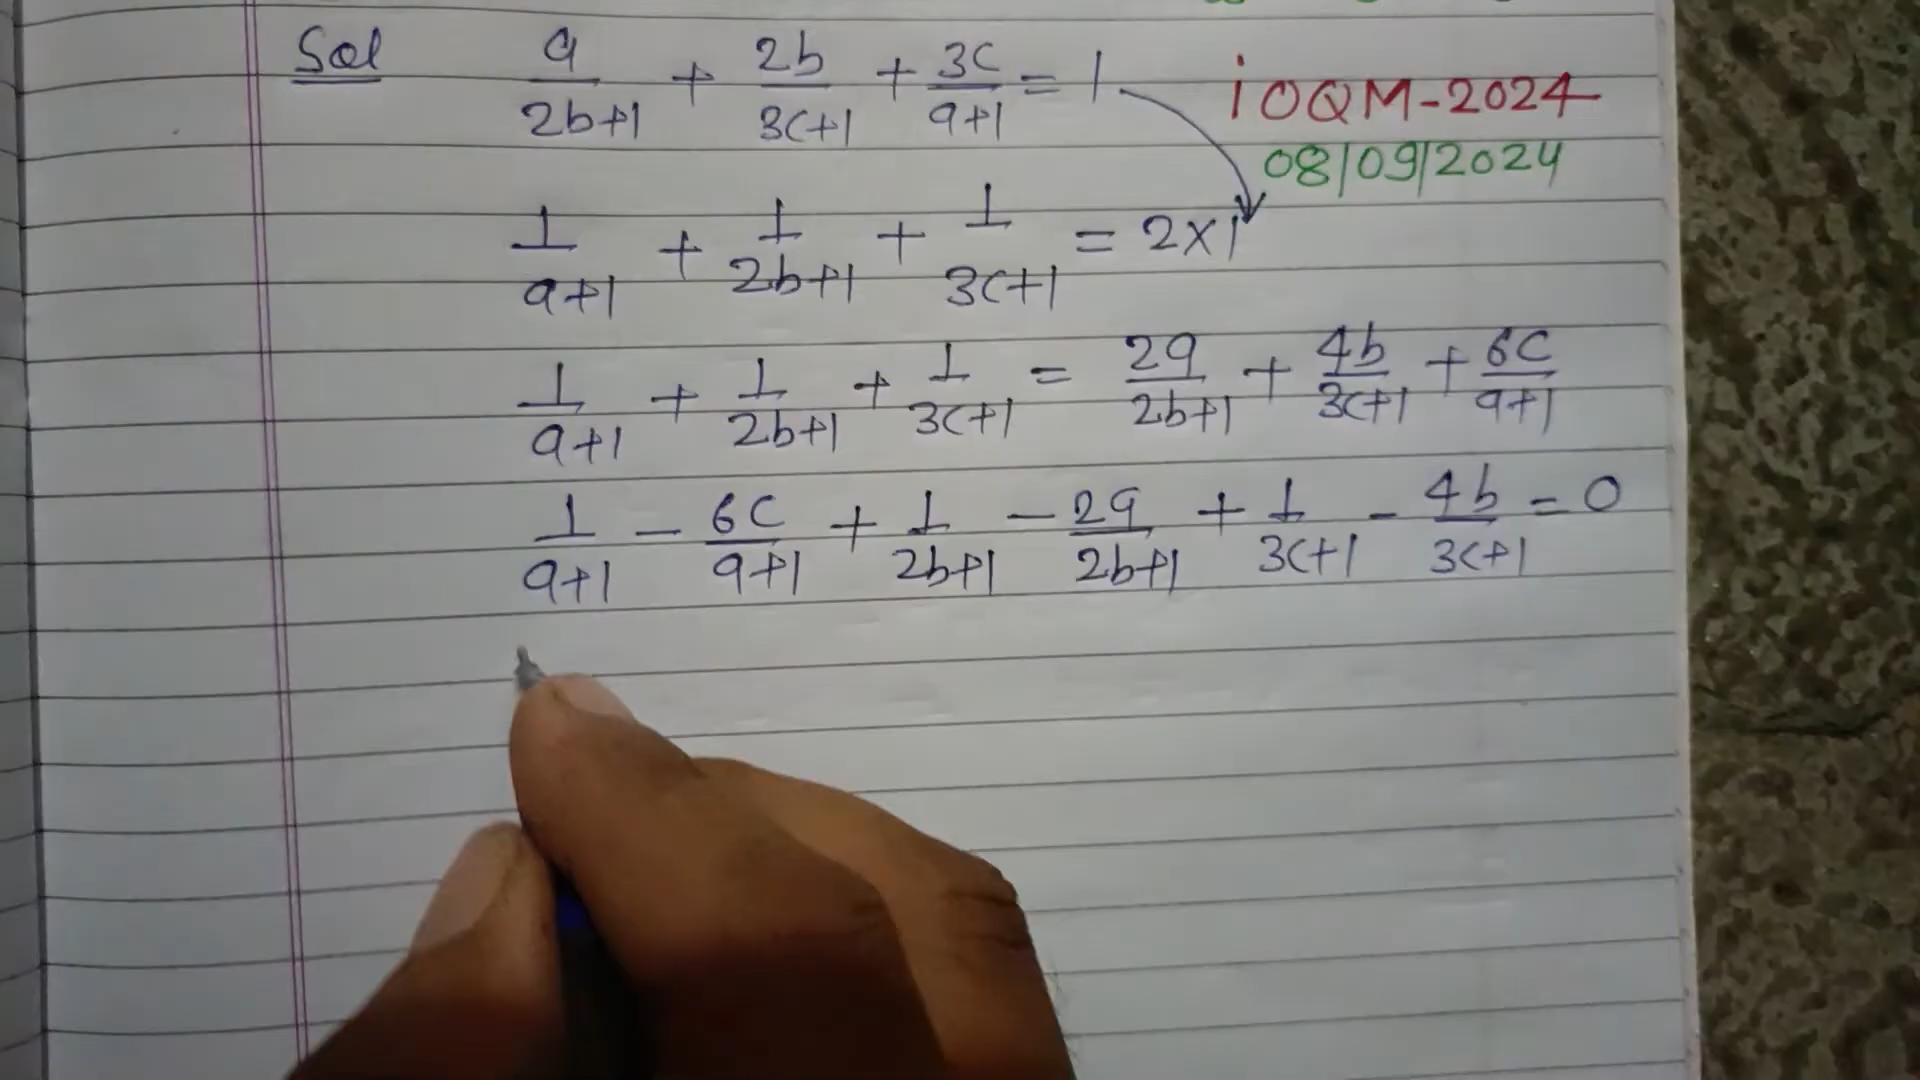 Sol a/(2b+1) + 2b/(3c+1) + 3c/(a+1) = 1
iOQM-2024
08/09/2024
1/(a+1) + 1/(2b+1) + 1/(3c+1) = 2×1
1/(a+1) + 1/(2b+1) + 1/(3c+1) = 2a/(2b+1) + 4b/(3c+1) + 6c/(a+1)
1/(a+1) - 6c/(a+1) + 1/(2b+1) - 2a/(2b+1) + 1/(3c+1) - 4b/(3c+1) = 0